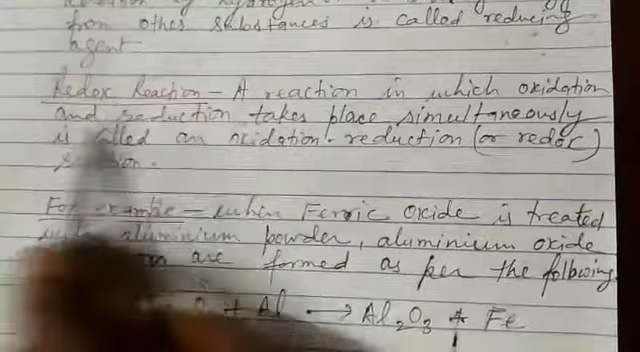 from other substances is called reducing
agent.
Redox Reaction - A reaction in which oxidation
and reduction takes place simultaneously
is called an oxidation-reduction (or redox)
For example - when Ferric oxide is treated
aluminium powder, aluminium oxide
are formed as per the following
+ Al → Al₂O₃ + Fe